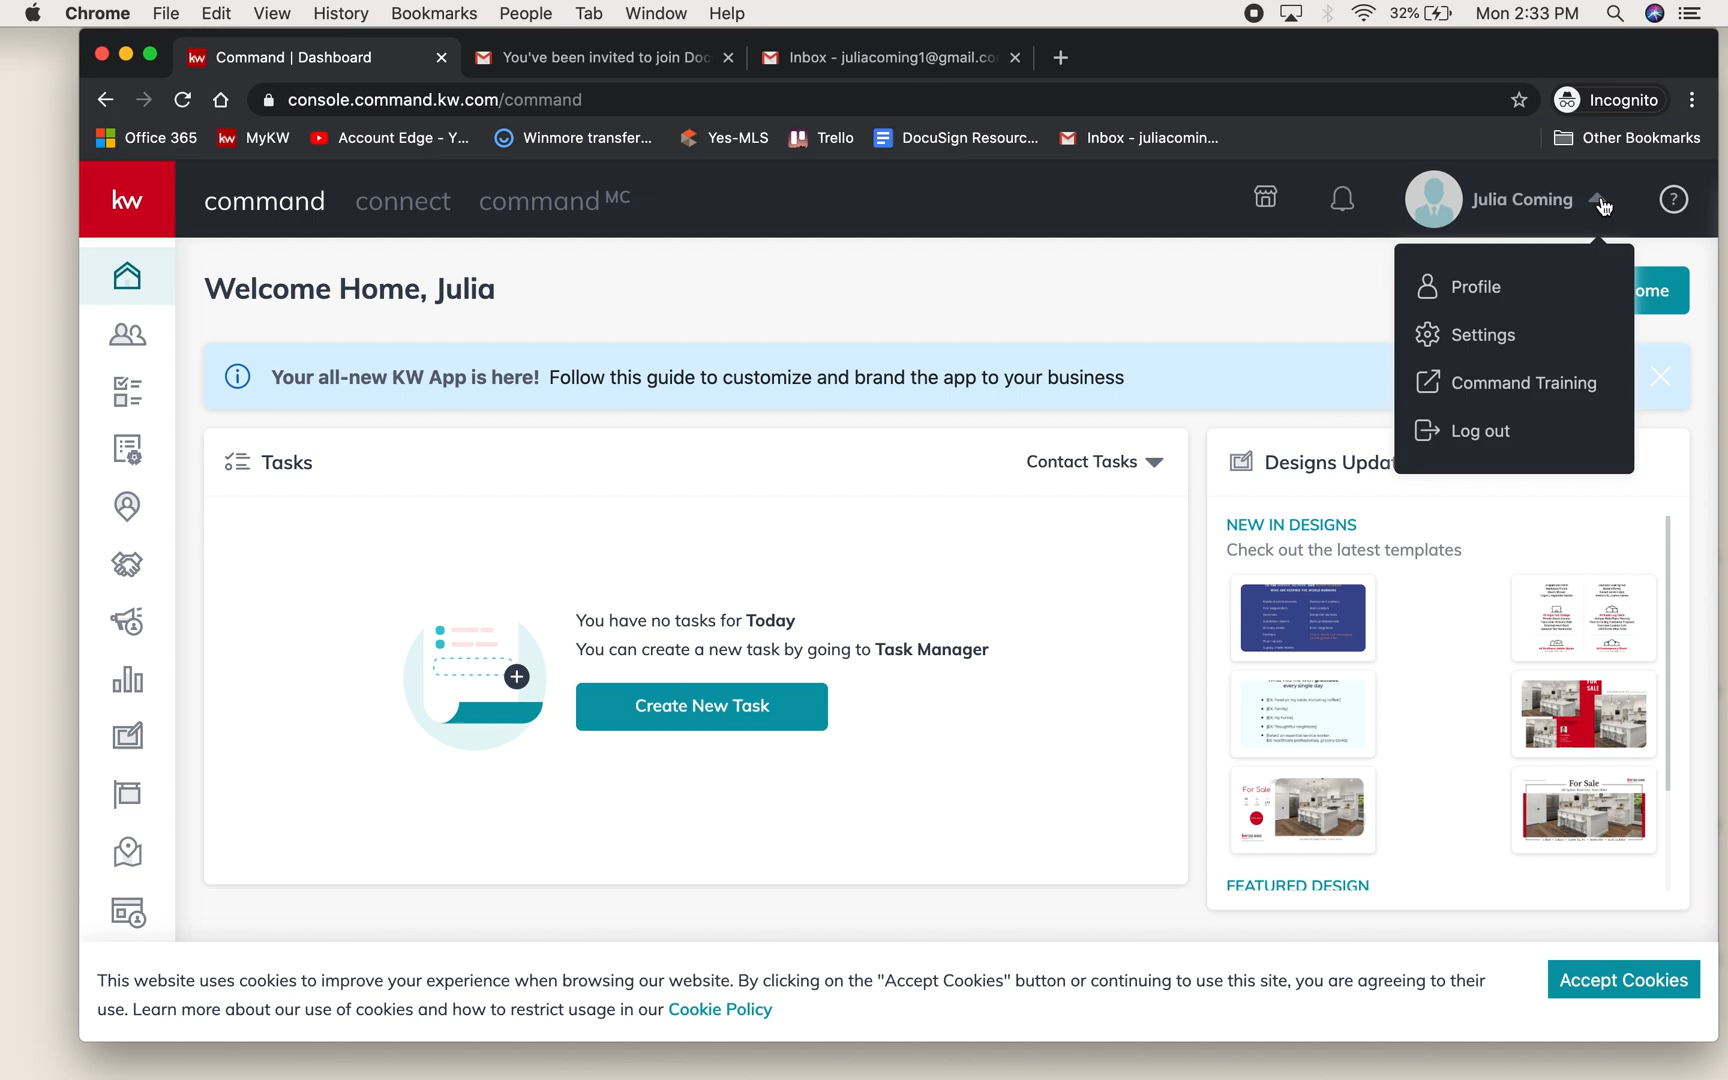 Chrome File Edit View History Bookmarks People Tab Window Help 32% Mon 2:33 PM
kw Command | Dashboard You've been invited to join Doc Inbox - juliacoming1@gmail.co
console.command.kw.com/command Incognito
Office 365 kw MyKW Account Edge - Y... Winmore transfer... Yes-MLS Trello DocuSign Resourc... Inbox - juliacomin... Other Bookmarks
kw command connect command MC Julia Coming ?
Welcome Home, Julia
ome
Profile
Settings
Command Training
Log out
Your all-new KW App is here! Follow this guide to customize and brand the app to your business
Tasks Contact Tasks
Designs Updat
NEW IN DESIGNS
Check out the latest templates
You have no tasks for Today
You can create a new task by going to Task Manager
Create New Task
every single day
FOR
SALE
For Sale
For Sale
FEATURED DESIGN
This website uses cookies to improve your experience when browsing our website. By clicking on the "Accept Cookies" button or continuing to use this site, you are agreeing to their
use. Learn more about our use of cookies and how to restrict usage in our Cookie Policy
Accept Cookies